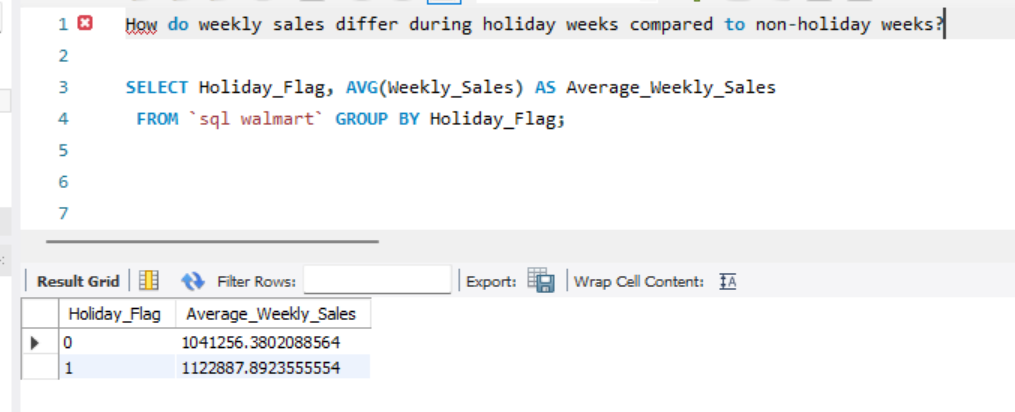 1 How do weekly sales differ during holiday weeks compared to non-holiday weeks?
2
3 SELECT Holiday_Flag, AVG(Weekly_Sales) AS Average_Weekly_Sales
4 FROM `sql walmart` GROUP BY Holiday_Flag;
5
6
7
Result Grid Filter Rows: Export: Wrap Cell Content: IA
Holiday_Flag Average_Weekly_Sales
0 1041256.3802088564
1 1122887.8923555554